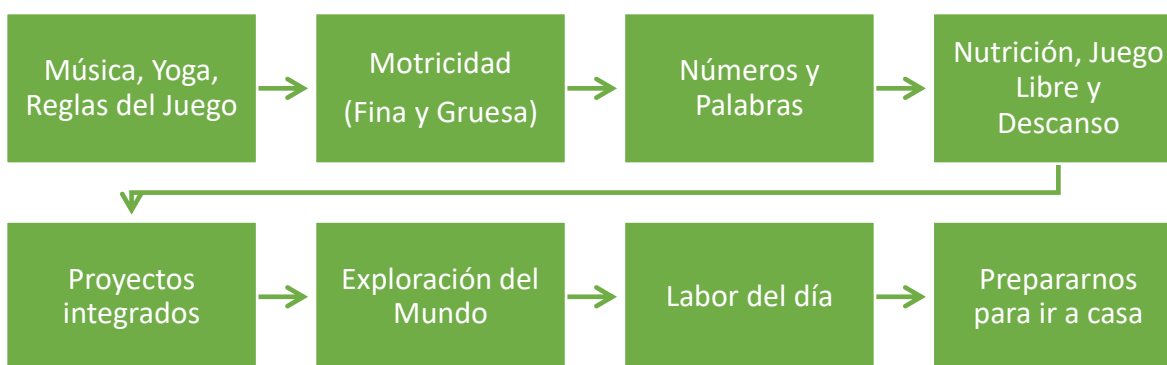 Música, Yoga,
Reglas del Juego
Motricidad
(Fina y Gruesa)
Números y
Palabras
Nutrición, Juego
Libre y
Descanso
Proyectos
integrados
Exploración del
Mundo
Labor del día
Prepararnos
para ir a casa